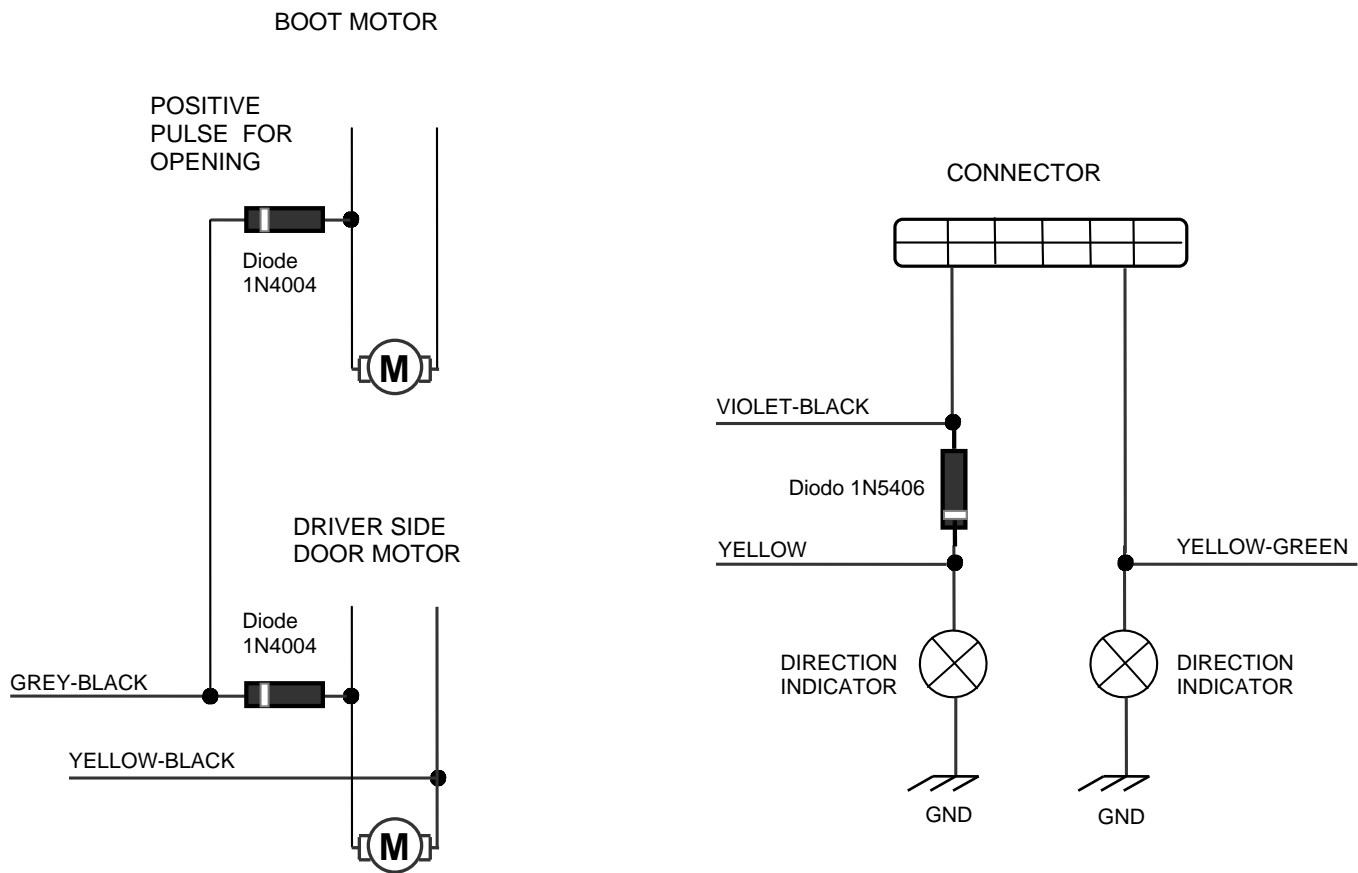 BOOT MOTOR
POSITIVE
PULSE FOR
OPENING
Diode
1N4004
M
DRIVER SIDE
DOOR MOTOR
Diode
1N4004
GREY-BLACK
YELLOW-BLACK
M
CONNECTOR
VIOLET-BLACK
Diodo 1N5406
YELLOW
YELLOW-GREEN
DIRECTION
INDICATOR
DIRECTION
INDICATOR
GND
GND